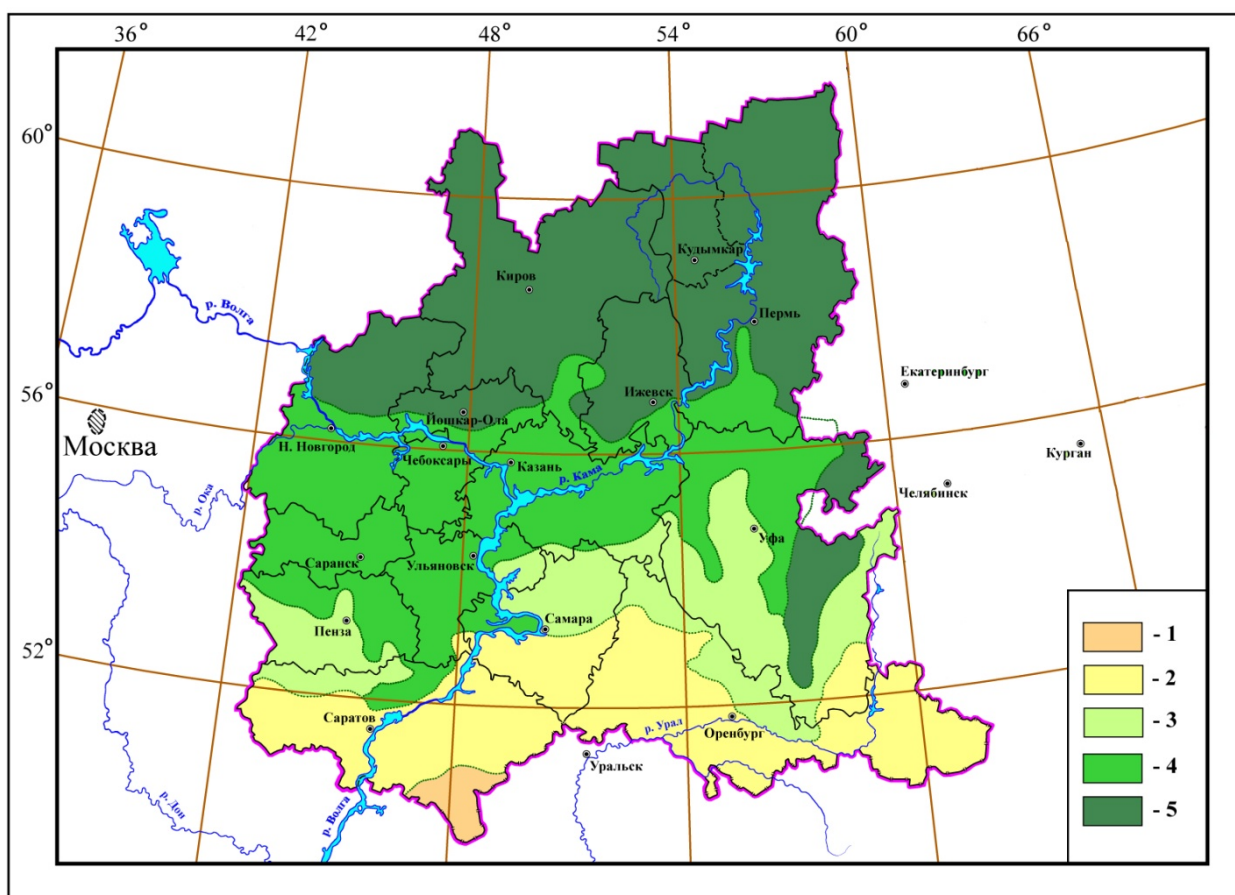 36°
42°
48°
54°
60°
66°
60°
56°
52°
Кудымкар
Киров
р. Волга
Пермь
Екатеринбург
Ижевск
Йошкар-Ола
Москва
Н. Новгород
Чебоксары
Казань
Курган
р. Кама
Челябинск
р. Ока
Уфа
Саранск
Ульяновск
Самара
Пенза
Саратов
Оренбург
р. Урал
Уральск
р. Дон
р. Волга
- 1
- 2
- 3
- 4
- 5